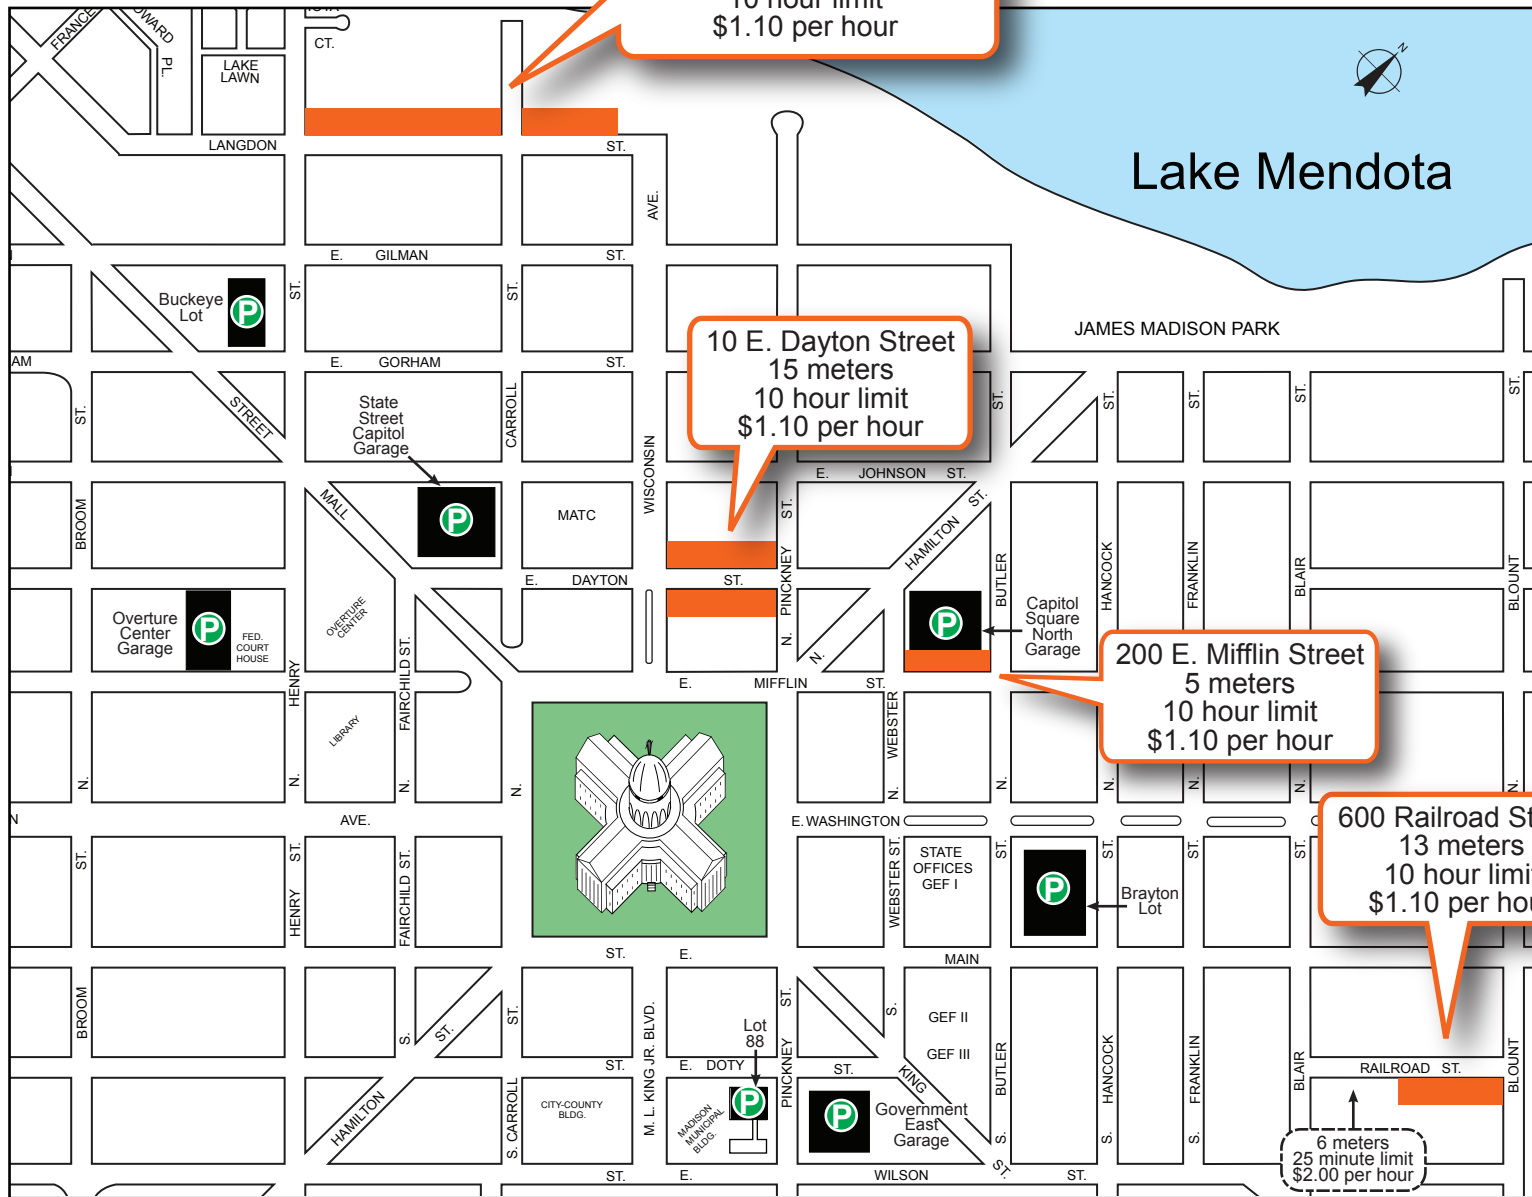 10 hour limit
$1.10 per hour
N
Lake Mendota
FRANCES
HOWARD
PL.
CT.
LAKE
LAWN
LANGDON
ST.
AVE.
E. GILMAN ST.
Buckeye
Lot
P
ST.
ST.
JAMES MADISON PARK
10 E. Dayton Street
15 meters
10 hour limit
$1.10 per hour
AM
E. GORHAM ST.
STREET
ST.
State
Street
Capitol
Garage
CARROLL
ST.
ST.
ST.
ST.
ST.
WISCONSIN
E. JOHNSON ST.
MALL
P
MATC
BROOM
ST.
HAMILTON ST.
PINCKNEY
N.
BUTLER
HANCOCK
FRANKLIN
BLAIR
BLOUNT
E. DAYTON ST.
Overture
Center
Garage
P
FED.
COURT
HOUSE
OVERTURE
CENTER
FAIRCHILD ST.
N.
P
Capitol
Square
North
Garage
200 E. Mifflin Street
5 meters
10 hour limit
$1.10 per hour
E. MIFFLIN ST.
HENRY
LIBRARY
WEBSTER
N.
N.
N.
N.
N.
N.
N.
N.
N.
N.
N
AVE.
E. WASHINGTON
600 Railroad
13 meters
10 hour
$1.10 per
ST.
HENRY ST.
FAIRCHILD ST.
WEBSTER ST.
STATE
OFFICES
GEF I
ST.
P
Brayton
Lot
ST.
ST.
ST.
ST. E. MAIN
BROOM
S.
ST.
ST.
M. L. KING JR. BLVD.
Lot
88
ST.
S.
GEF II
GEF III
BUTLER
HANCOCK
FRANKLIN
BLAIR
BLOUNT
ST. E. DOTY ST.
RAILROAD ST.
HAMILTON
S. CARROLL
CITY-COUNTY
BLDG.
MADISON
MUNICIPAL
BLDG.
P
PINCKNEY
P
Government
East
Garage
KING
ST.
S.
S.
S.
6 meters
25 minute limit
$2.00 per hour
ST. E. WILSON ST.